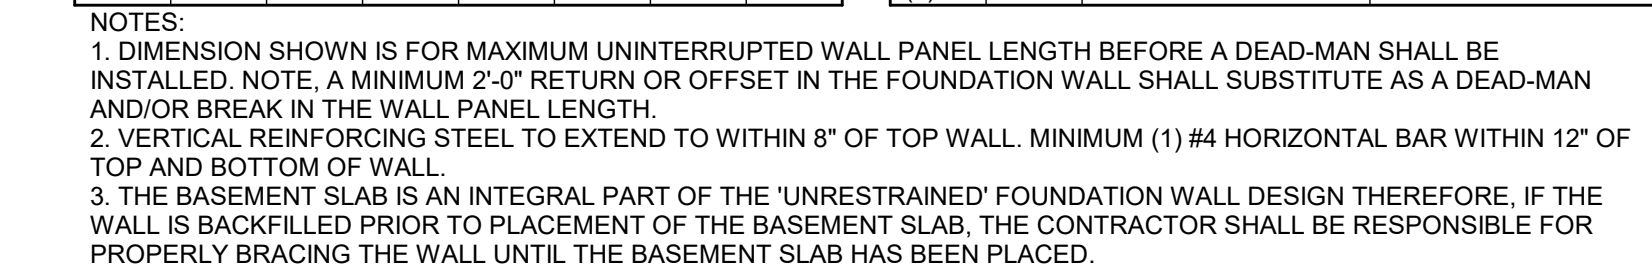 NOTES:
1. DIMENSION SHOWN IS FOR MAXIMUM UNINTERRUPTED WALL PANEL LENGTH BEFORE A DEAD-MAN SHALL BE
INSTALLED. NOTE, A MINIMUM 2'-0" RETURN OR OFFSET IN THE FOUNDATION WALL SHALL SUBSTITUTE AS A DEAD-MAN
AND/OR BREAK IN THE WALL PANEL LENGTH.
2. VERTICAL REINFORCING STEEL TO EXTEND TO WITHIN 8" OF TOP WALL. MINIMUM (1) #4 HORIZONTAL BAR WITHIN 12" OF
TOP AND BOTTOM OF WALL.
3. THE BASEMENT SLAB IS AN INTEGRAL PART OF THE 'UNRESTRAINED' FOUNDATION WALL DESIGN THEREFORE, IF THE
WALL IS BACKFILLED PRIOR TO PLACEMENT OF THE BASEMENT SLAB, THE CONTRACTOR SHALL BE RESPONSIBLE FOR
PROPERLY BRACING THE WALL UNTIL THE BASEMENT SLAB HAS BEEN PLACED.